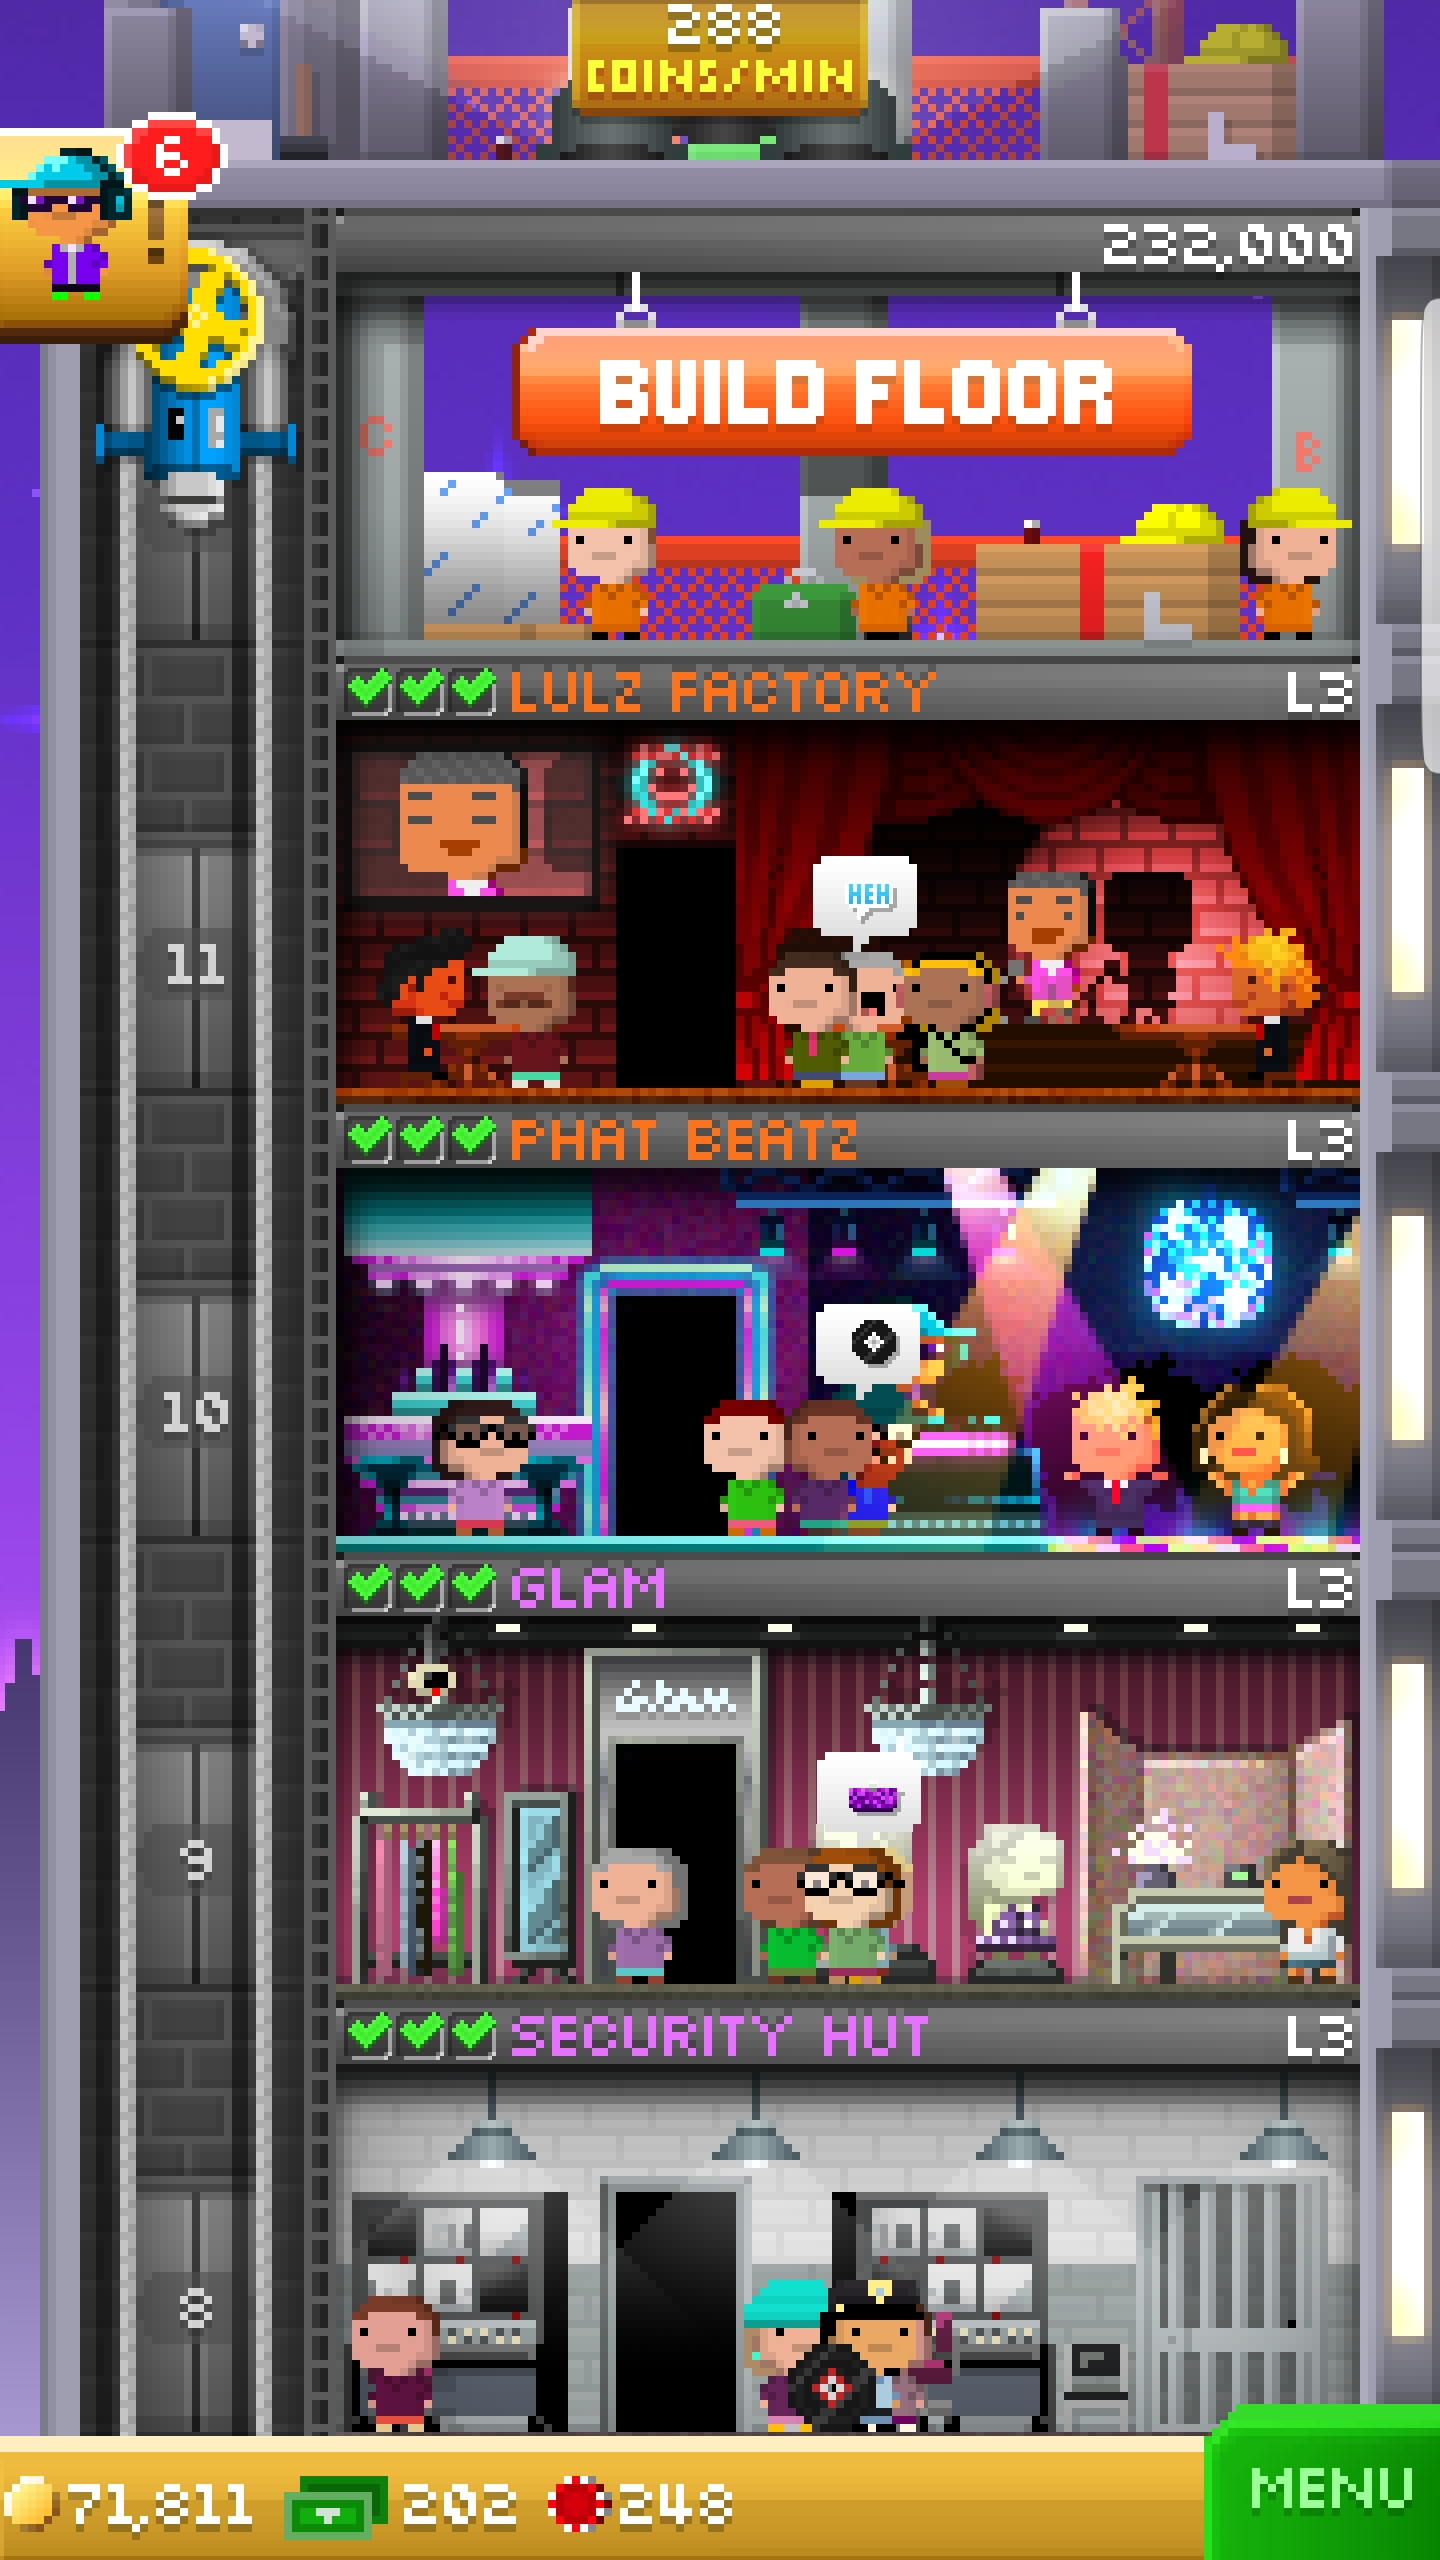 288
COINS/MIN
6
!
232,000
BUILD FLOOR
C
B
LULZ FACTORY L3
HEH
11
PHAT BEATZ L3
10
GLAM L3
Glam
9
SECURITY HUT L3
8
71,811 202 248
MENU